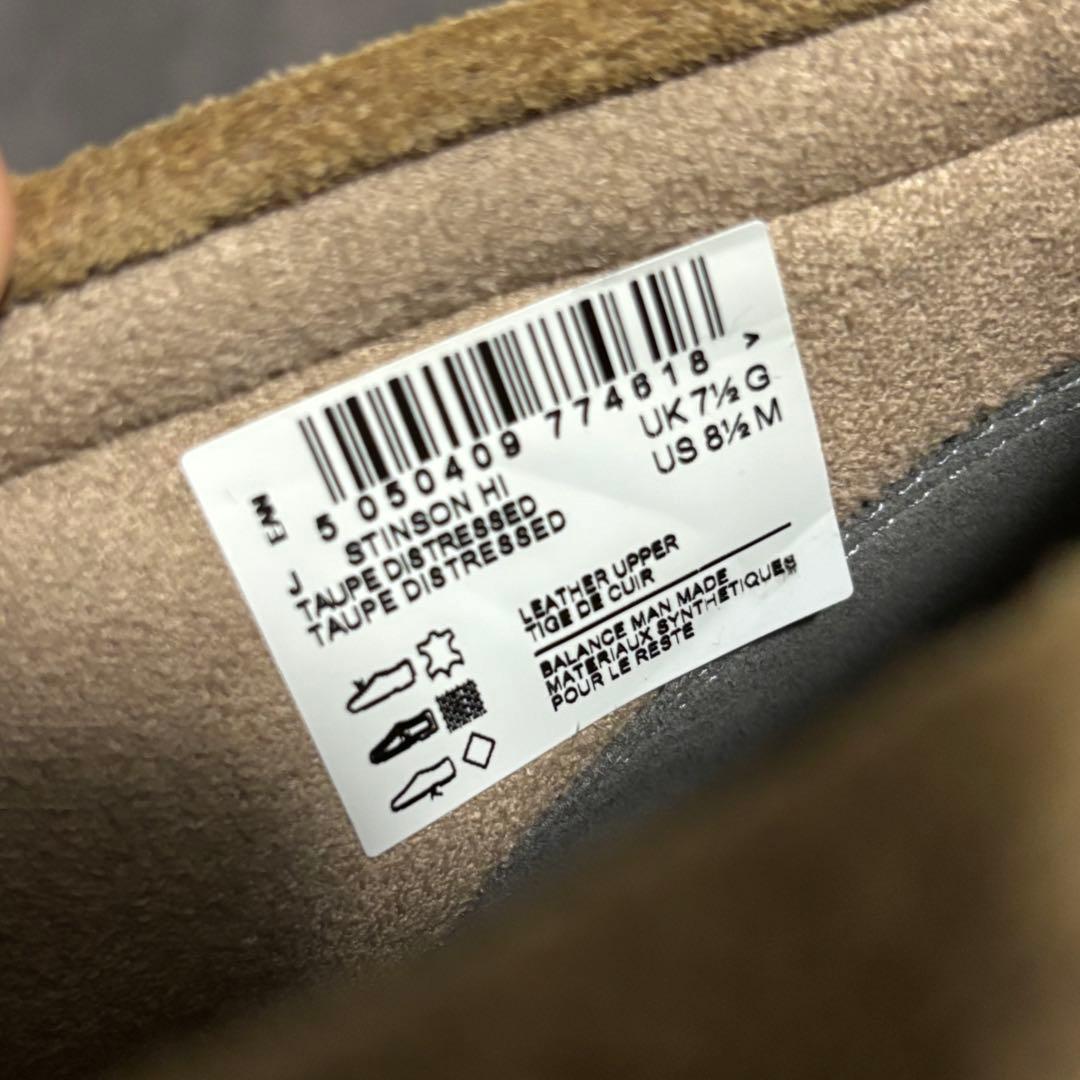 EAN
5 050409 774618 >
J STINSON HI
UK 7½ G
TAUPE DISTRESSED
US 8½ M
TAUPE DISTRESSED
LEATHER UPPER
TIGE DE CUIR
BALANCE MAN MADE
MATERIAUX SYNTHETIQUES
POUR LE RESTE